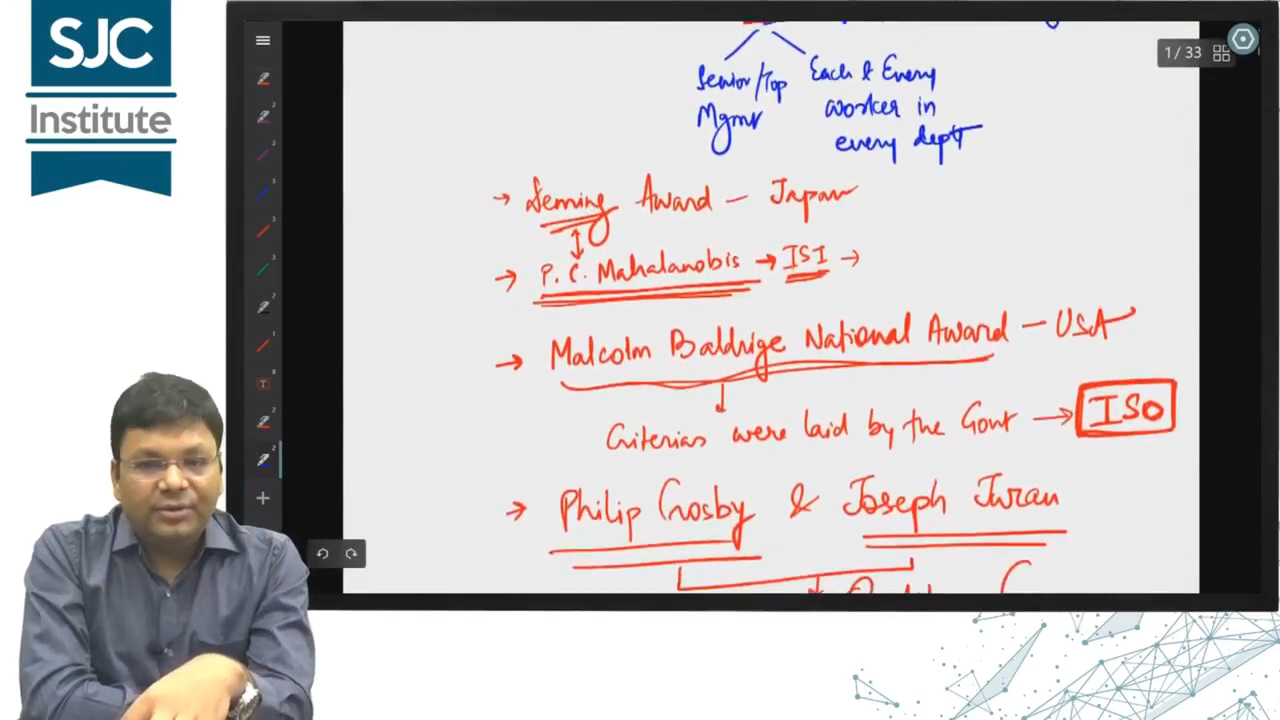 SJC
Institute
1 / 33
Senior/Top
Mgmt
Each & Every
worker in
every dept
→ Deming Award – Japan
→ P. C. Mahalanobis → ISI →
→ Malcolm Baldrige National Award – USA
Criterias were laid by the Govt → ISO
→ Philip Crosby & Joseph Juran